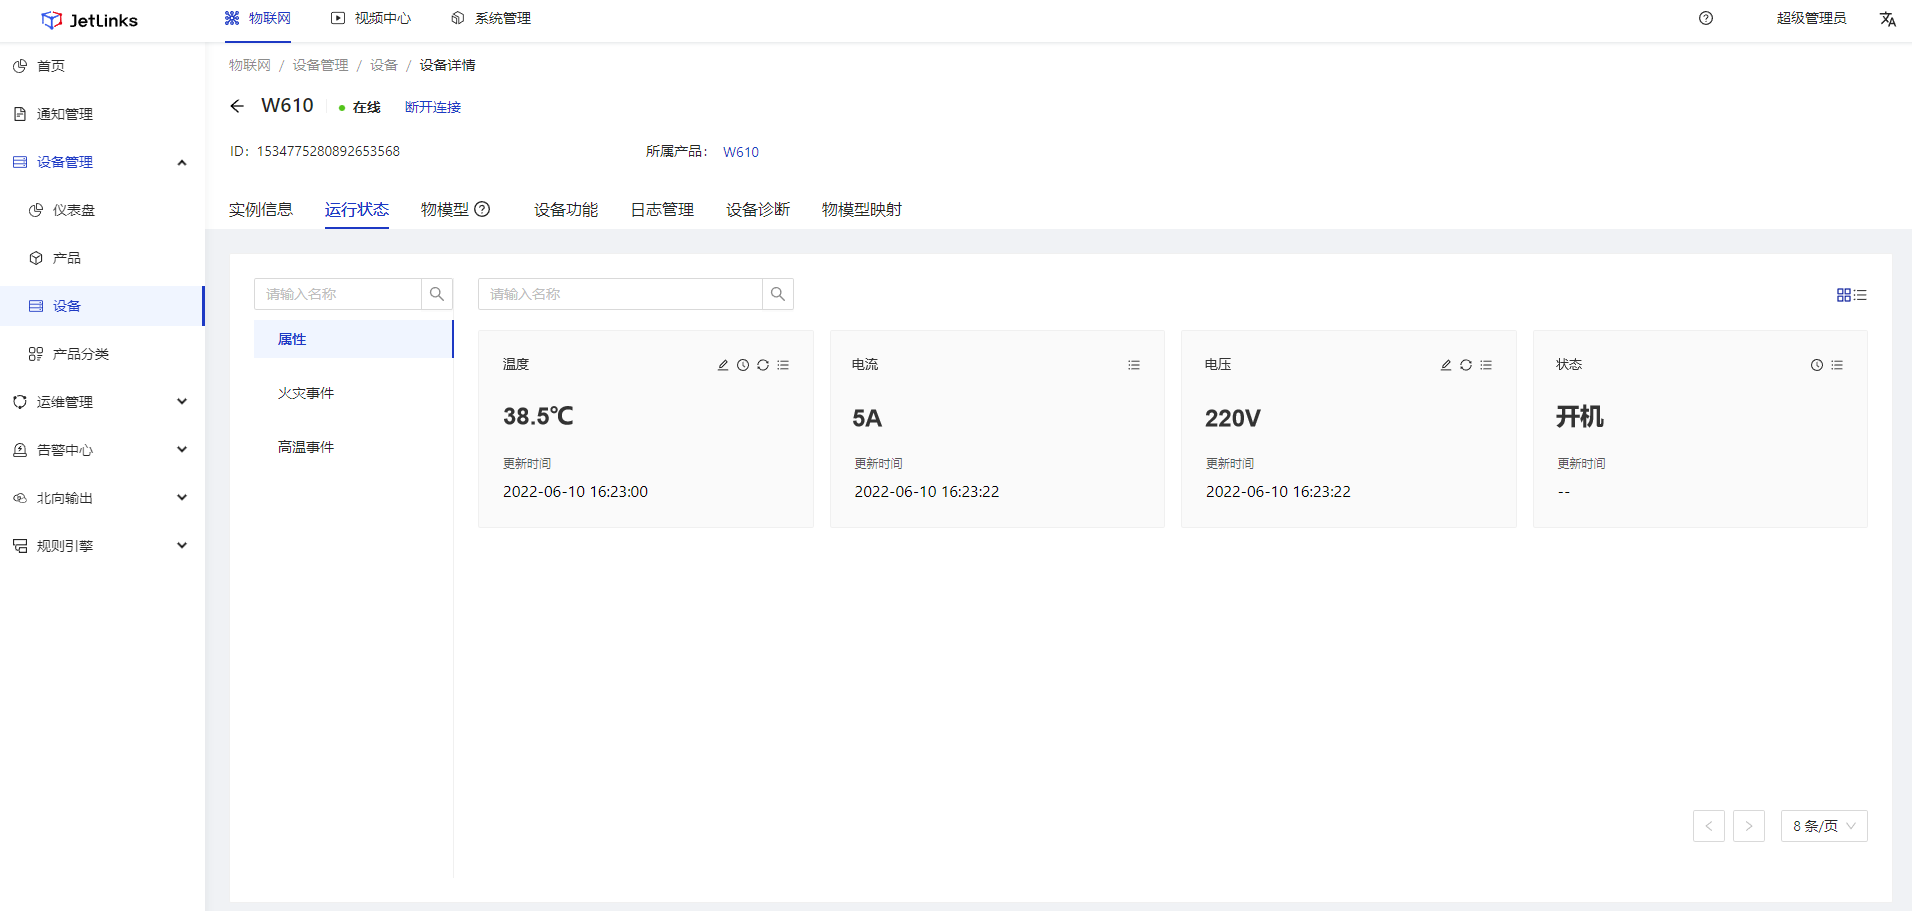 JetLinks
物联网
视频中心
系统管理
超级管理员
首页
通知管理
设备管理
仪表盘
产品
设备
产品分类
运维管理
告警中心
北向输出
规则引擎
物联网 / 设备管理 / 设备 / 设备详情
W610
在线
断开连接
ID：1534775280892653568
所属产品： W610
实例信息
运行状态
物模型
设备功能
日志管理
设备诊断
物模型映射
请输入名称
属性
火灾事件
高温事件
请输入名称
温度
38.5℃
更新时间
2022-06-10 16:23:00
电流
5A
更新时间
2022-06-10 16:23:22
电压
220V
更新时间
2022-06-10 16:23:22
状态
开机
更新时间
--
8 条/页